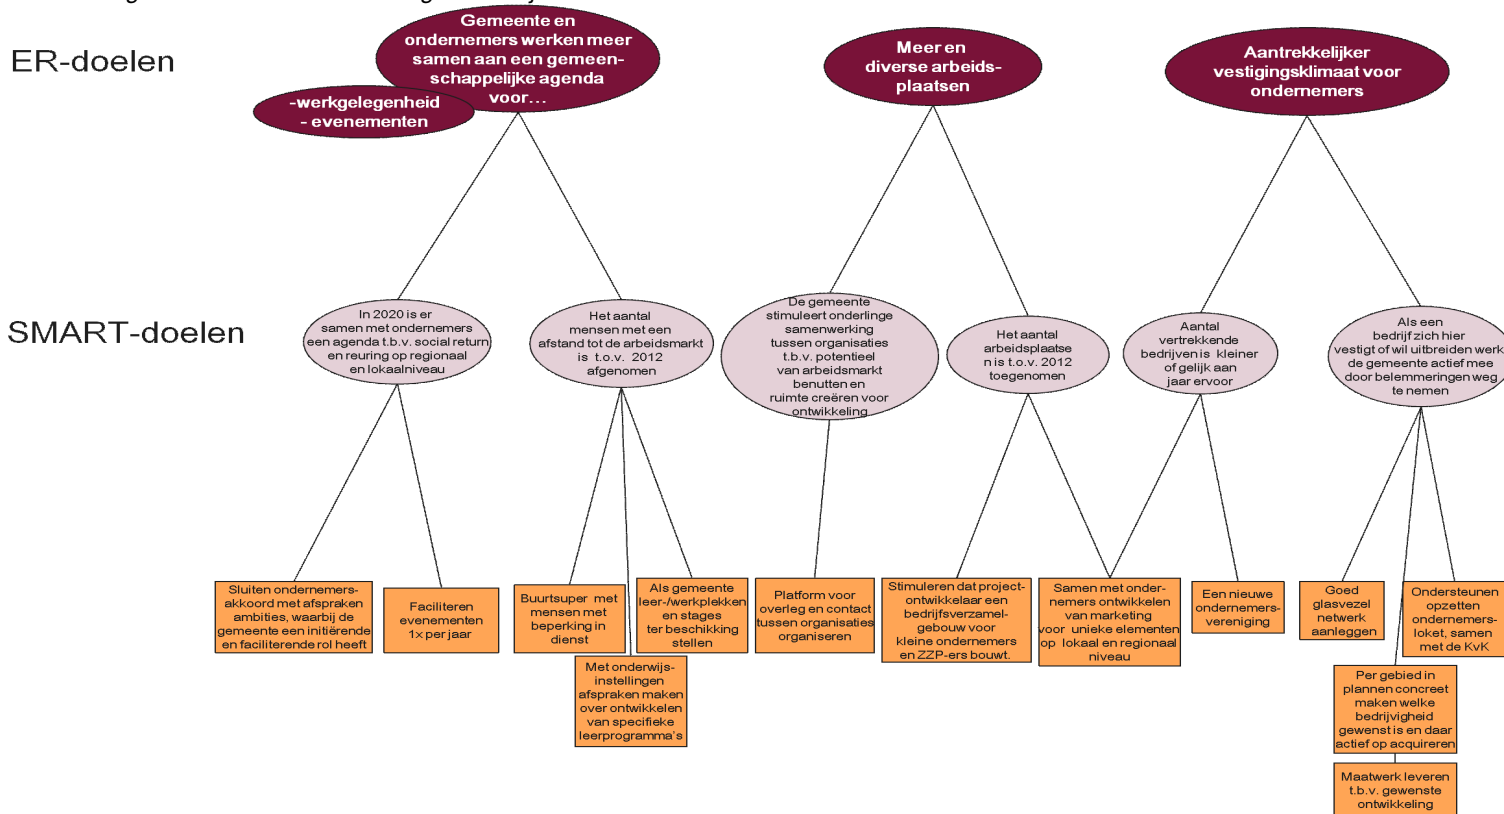 ER-doelen
Gemeente en
ondernemers werken meer
samen aan een gemeen-
schappelijke agenda
voor…
-werkgelegenheid
- evenementen
Meer en
diverse arbeids-
plaatsen
Aantrekkelijker
vestigingsklimaat voor
ondernemers
SMART-doelen
In 2020 is er
samen met ondernemers
een agenda t.b.v. social return
en reuring op regionaal
en lokaalniveau
Het aantal
mensen met een
afstand tot de arbeidsmarkt
is t.o.v. 2012
afgenomen
De gemeente
stimuleert onderlinge
samenwerking
tussen organisaties
t.b.v. potentieel
van arbeidsmarkt
benutten en
ruimte creëren voor
ontwikkeling
Het aantal
arbeidsplaatse
n is t.o.v. 2012
toegenomen
Aantal
vertrekkende
bedrijven is kleiner
of gelijk aan
jaar ervoor
Als een
bedrijf zich hier
vestigt of wil uitbreiden werk
de gemeente actief mee
door belemmeringen weg
te nemen
Sluiten ondernemers-
akkoord met afspraken
ambities, waarbij de
gemeente een initiërende
en faciliterende rol heeft
Faciliteren
evenementen
1x per jaar
Buurtsuper met
mensen met
beperking in
dienst
Als gemeente
leer-/werkplekken
en stages
ter beschikking
stellen
Met onderwijs-
instellingen
afspraken maken
over ontwikkelen
van specifieke
leerprogramma's
Platform voor
overleg en contact
tussen organisaties
organiseren
Stimuleren dat project-
ontwikkelaar een
bedrijfsverzamel-
gebouw voor
kleine ondernemers
en ZZP-ers bouwt.
Samen met onder-
nemers ontwikkelen
van marketing
voor unieke elementen
op lokaal en regionaal
niveau
Een nieuwe
ondernemers-
vereniging
Goed
glasvezel
netwerk
aanleggen
Ondersteunen
opzetten
ondernemers-
loket, samen
met de KvK
Per gebied in
plannen concreet
maken welke
bedrijvigheid
gewenst is en daar
actief op acquireren
Maatwerk leveren
t.b.v. gewenste
ontwikkeling